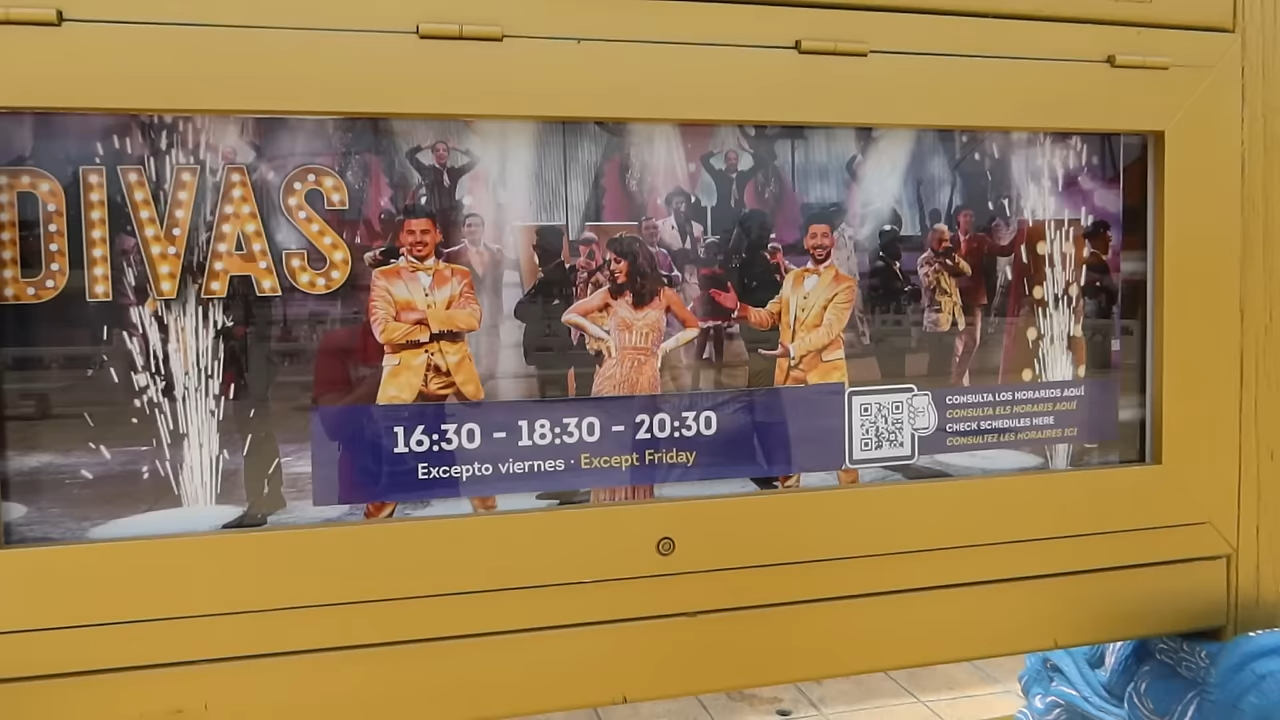 DIVAS
16:30 - 18:30 - 20:30
Excepto viernes · Except Friday
CONSULTA LOS HORARIOS AQUÍ
CONSULTA ELS HORARIS AQUÍ
CHECK SCHEDULES HERE
CONSULTEZ LES HORAIRES ICI